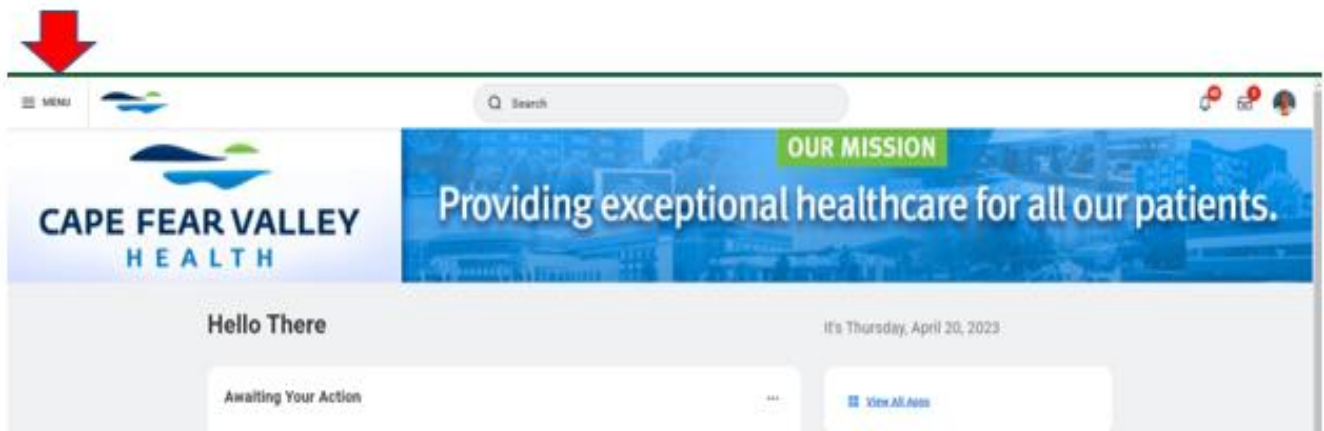 MENU
Search
OUR MISSION
Providing exceptional healthcare for all our patients.
CAPE FEAR VALLEY
HEALTH
Hello There
It's Thursday, April 20, 2023
Awaiting Your Action
View All Apps